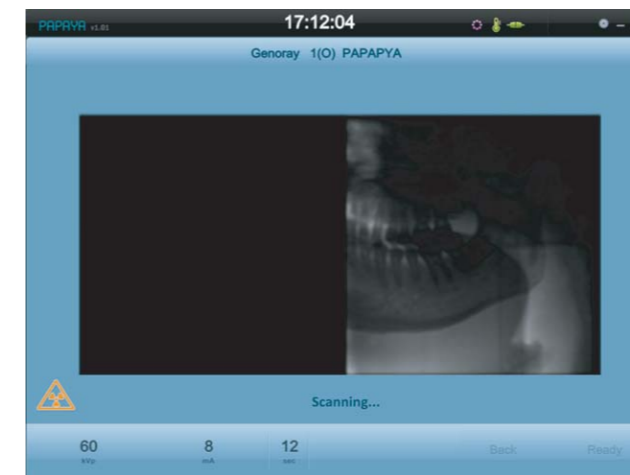 PAPAYA v1.01 17:12:04
Genoray 1(O) PAPAPYA
Scanning...
60 8 12 Back Ready
kVp mA sec